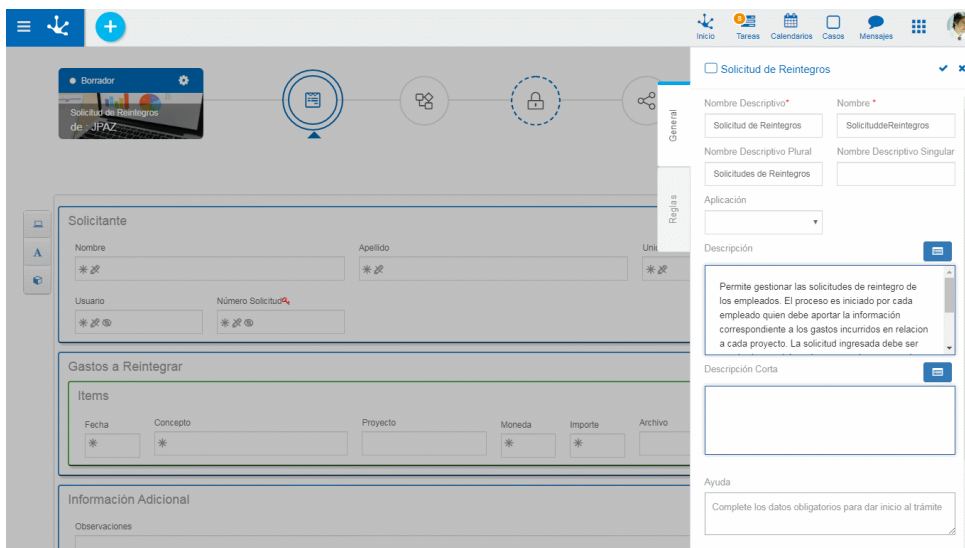 Inicio
8
Tareas
Calendarios
Casos
Mensajes
Borrador
Solicitud de Reintegros
de : JPAZ
Solicitante
Nombre
Apellido
Usuario
Número Solicitud
Gastos a Reintegrar
Items
Fecha
Concepto
Proyecto
Moneda
Importe
Archivo
Información Adicional
Observaciones
A
General
Reglas
Solicitud de Reintegros
Nombre Descriptivo*
Nombre *
Solicitud de Reintegros
SolicituddeReintegros
Nombre Descriptivo Plural
Nombre Descriptivo Singular
Solicitudes de Reintegros
Aplicación
Descripción
Permite gestionar las solicitudes de reintegro de
los empleados. El proceso es iniciado por cada
empleado quien debe aportar la información
correspondiente a los gastos incurridos en relacion
a cada proyecto. La solicitud ingresada debe ser
Descripción Corta
Ayuda
Complete los datos obligatorios para dar inicio al trámite